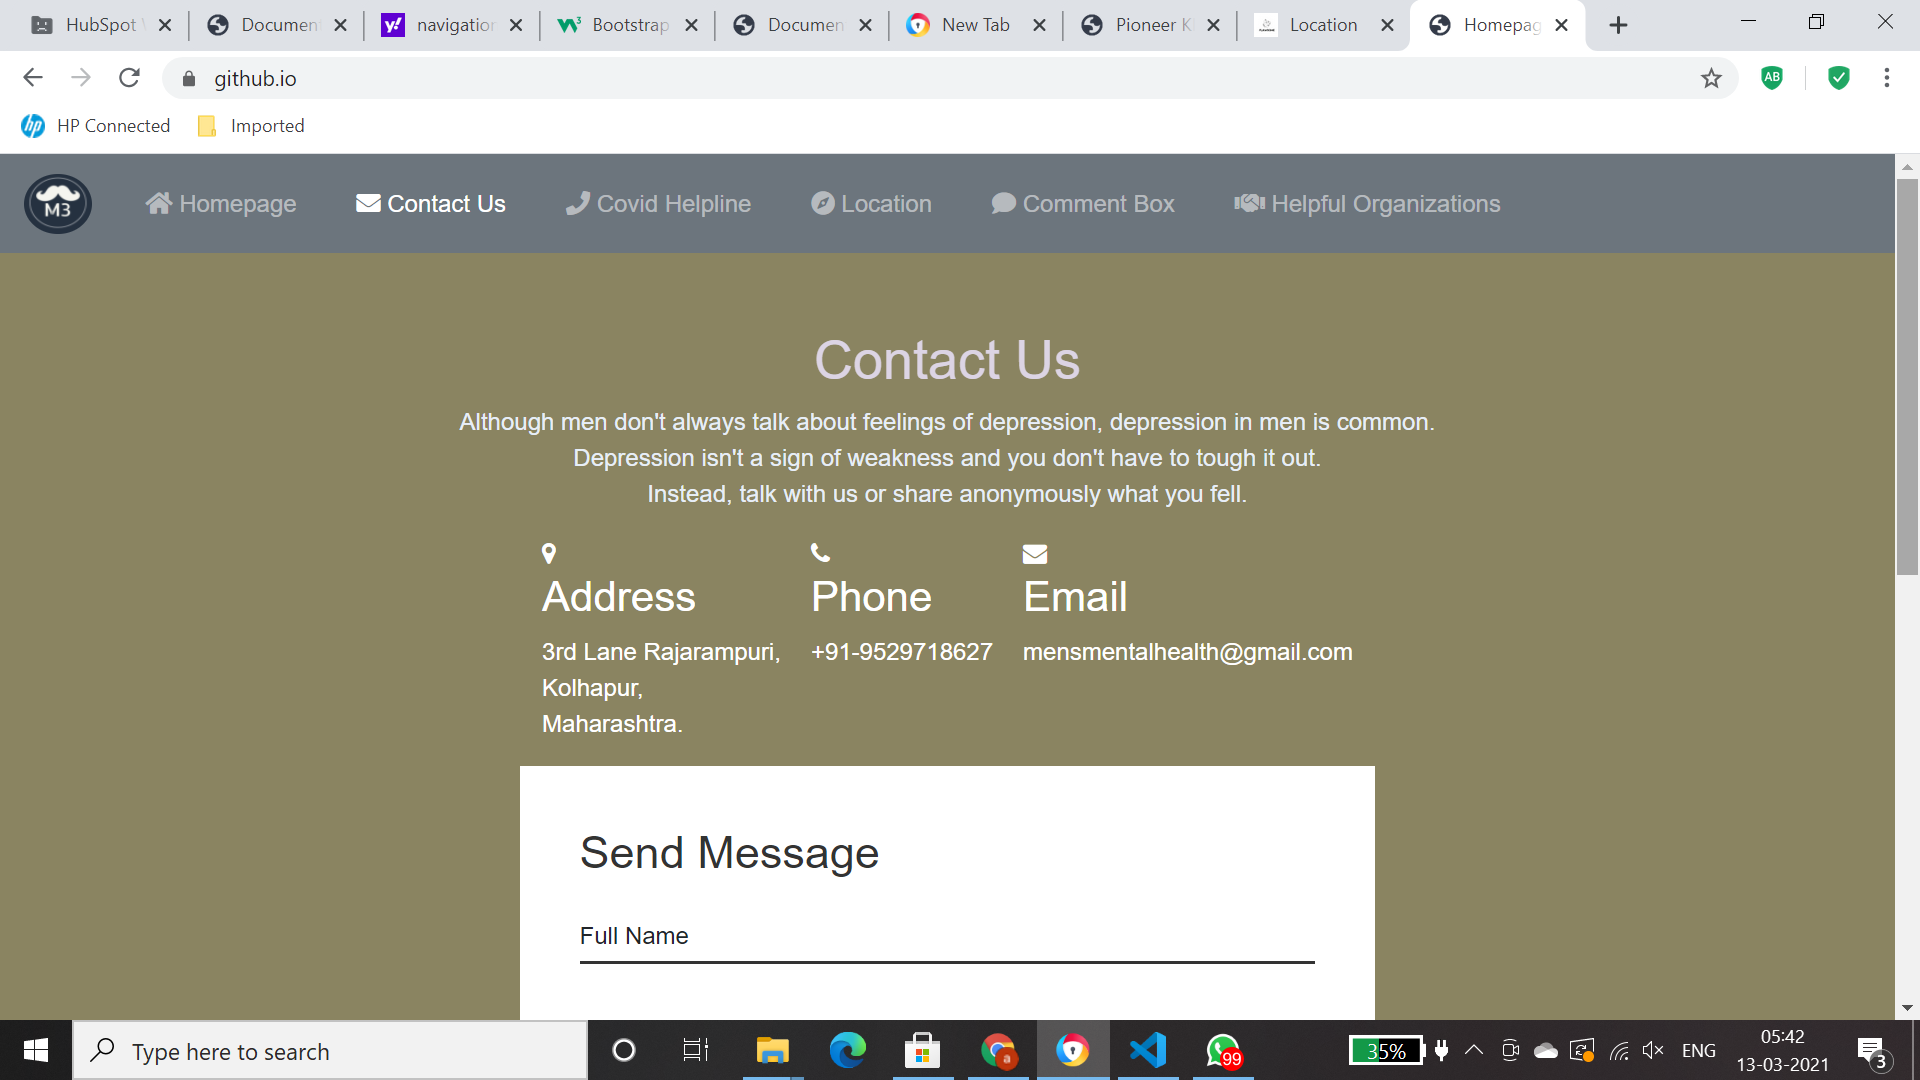 HubSpot
Documen
navigation
Bootstrap
Documen
New Tab
Pioneer K
Location
Homepag
github.io
AB
hp HP Connected
Imported
M3
Homepage
Contact Us
Covid Helpline
Location
Comment Box
Helpful Organizations
Contact Us
Although men don't always talk about feelings of depression, depression in men is common.
Depression isn't a sign of weakness and you don't have to tough it out.
Instead, talk with us or share anonymously what you fell.
Address
Phone
Email
3rd Lane Rajarampuri,
Kolhapur,
Maharashtra.
+91-9529718627
mensmentalhealth@gmail.com
Send Message
Full Name
Type here to search
a
99
35%
ENG
05:42
13-03-2021
3